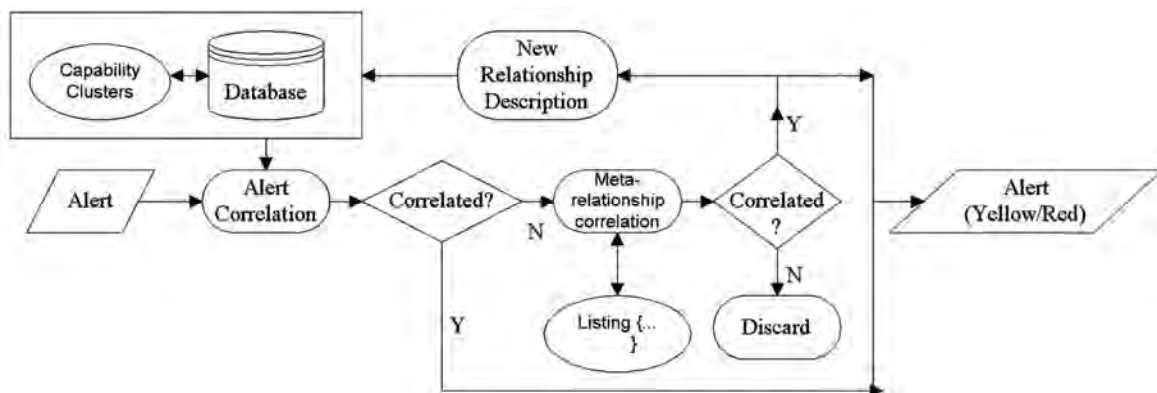 Capability
Clusters
Database
New
Relationship
Description
Alert
Alert
Correlation
Correlated?
N
Y
Meta-
relationship
correlation
Listing {...
}
Correlated
?
Y
N
Discard
Alert
(Yellow/Red)